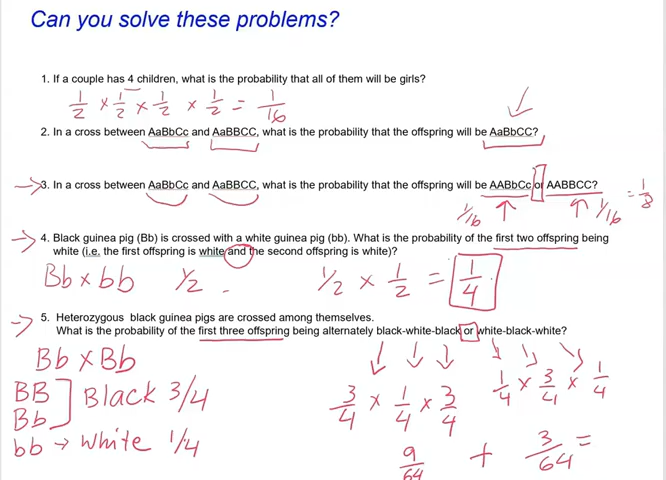 Can you solve these problems?
1. If a couple has 4 children, what is the probability that all of them will be girls?
1/2 × 1/2 × 1/2 × 1/2 = 1/16
2. In a cross between AaBbCc and AaBBCC, what is the probability that the offspring will be AaBbCC?
3. In a cross between AaBbCc and AaBBCC, what is the probability that the offspring will be AABbCc or AABBCC?
1/16 1/16 = 1/8
4. Black guinea pig (Bb) is crossed with a white guinea pig (bb). What is the probability of the first two offspring being
white (i.e. the first offspring is white and the second offspring is white)?
Bb × bb 1/2 1/2 × 1/2 = 1/4
5. Heterozygous black guinea pigs are crossed among themselves.
What is the probability of the first three offspring being alternately black-white-black or white-black-white?
Bb × Bb
BB
Bb
Black 3/4
3/4 × 1/4 × 3/4 1/4 × 3/4 × 1/4
bb → White 1/4
9/64 + 3/64 =